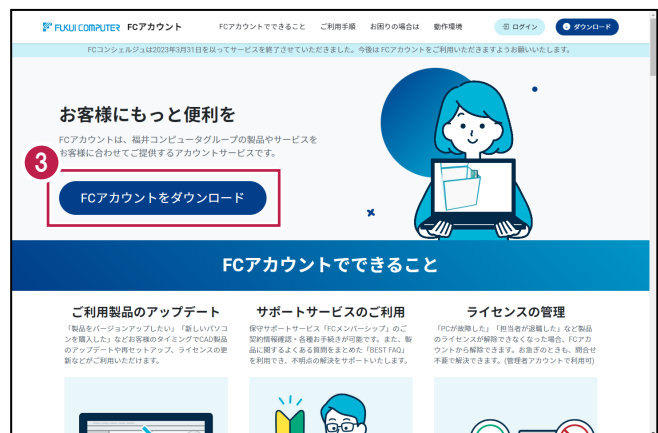 FUKUI COMPUTER FCアカウント FCアカウントでできること ご利用手順 お困りの場合は 動作環境 ログイン ダウンロード
FCコンシェルジュは2023年3月31日を以ってサービスを終了させていただきました。今後は FCアカウントをご利用いただきますようお願いいたします。
お客様にもっと便利を
FCアカウントは、福井コンピュータグループの製品やサービスを
お客様に合わせてご提供するアカウントサービスです。
3
FCアカウントをダウンロード
FCアカウントでできること
ご利用製品のアップデート
「製品をバージョンアップしたい」「新しいパソコ
ンを購入した」などお客様のタイミングでCAD製品
のアップデートや再セットアップ、ライセンスの更
新などがご利用いただけます。
サポートサービスのご利用
保守サポートサービス「FCメンバーシップ」のご
契約情報確認・各種お手続きが可能です。また、製
品に関するよくある質問をまとめた「BEST FAQ」
を利用でき、不明点の解決をサポートいたします。
ライセンスの管理
「PCが故障した」「担当者が退職した」など製品
のライセンスが解除できなくなった場合、FCアカ
ウントから解除できます。お急ぎのときも、問合せ
不要で解決できます。(管理者アカウントで利用可)